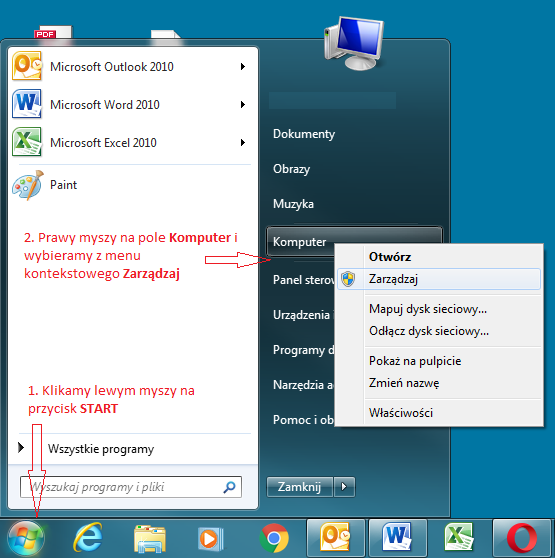 PDF
Microsoft Outlook 2010
Microsoft Word 2010
Microsoft Excel 2010
Paint
2. Prawy myszy na pole Komputer i
wybieramy z menu
kontekstowego Zarządzaj
1. Klikamy lewym myszy na
przycisk START
Wszystkie programy
Wyszukaj programy i pliki
Dokumenty
Obrazy
Muzyka
Komputer
Panel sterow
Urządzenia i
Programy d
Narzędzia ad
Pomoc i ob
Zamknij
Otwórz
Zarządzaj
Mapuj dysk sieciowy...
Odłącz dysk sieciowy...
Pokaż na pulpicie
Zmień nazwę
Właściwości